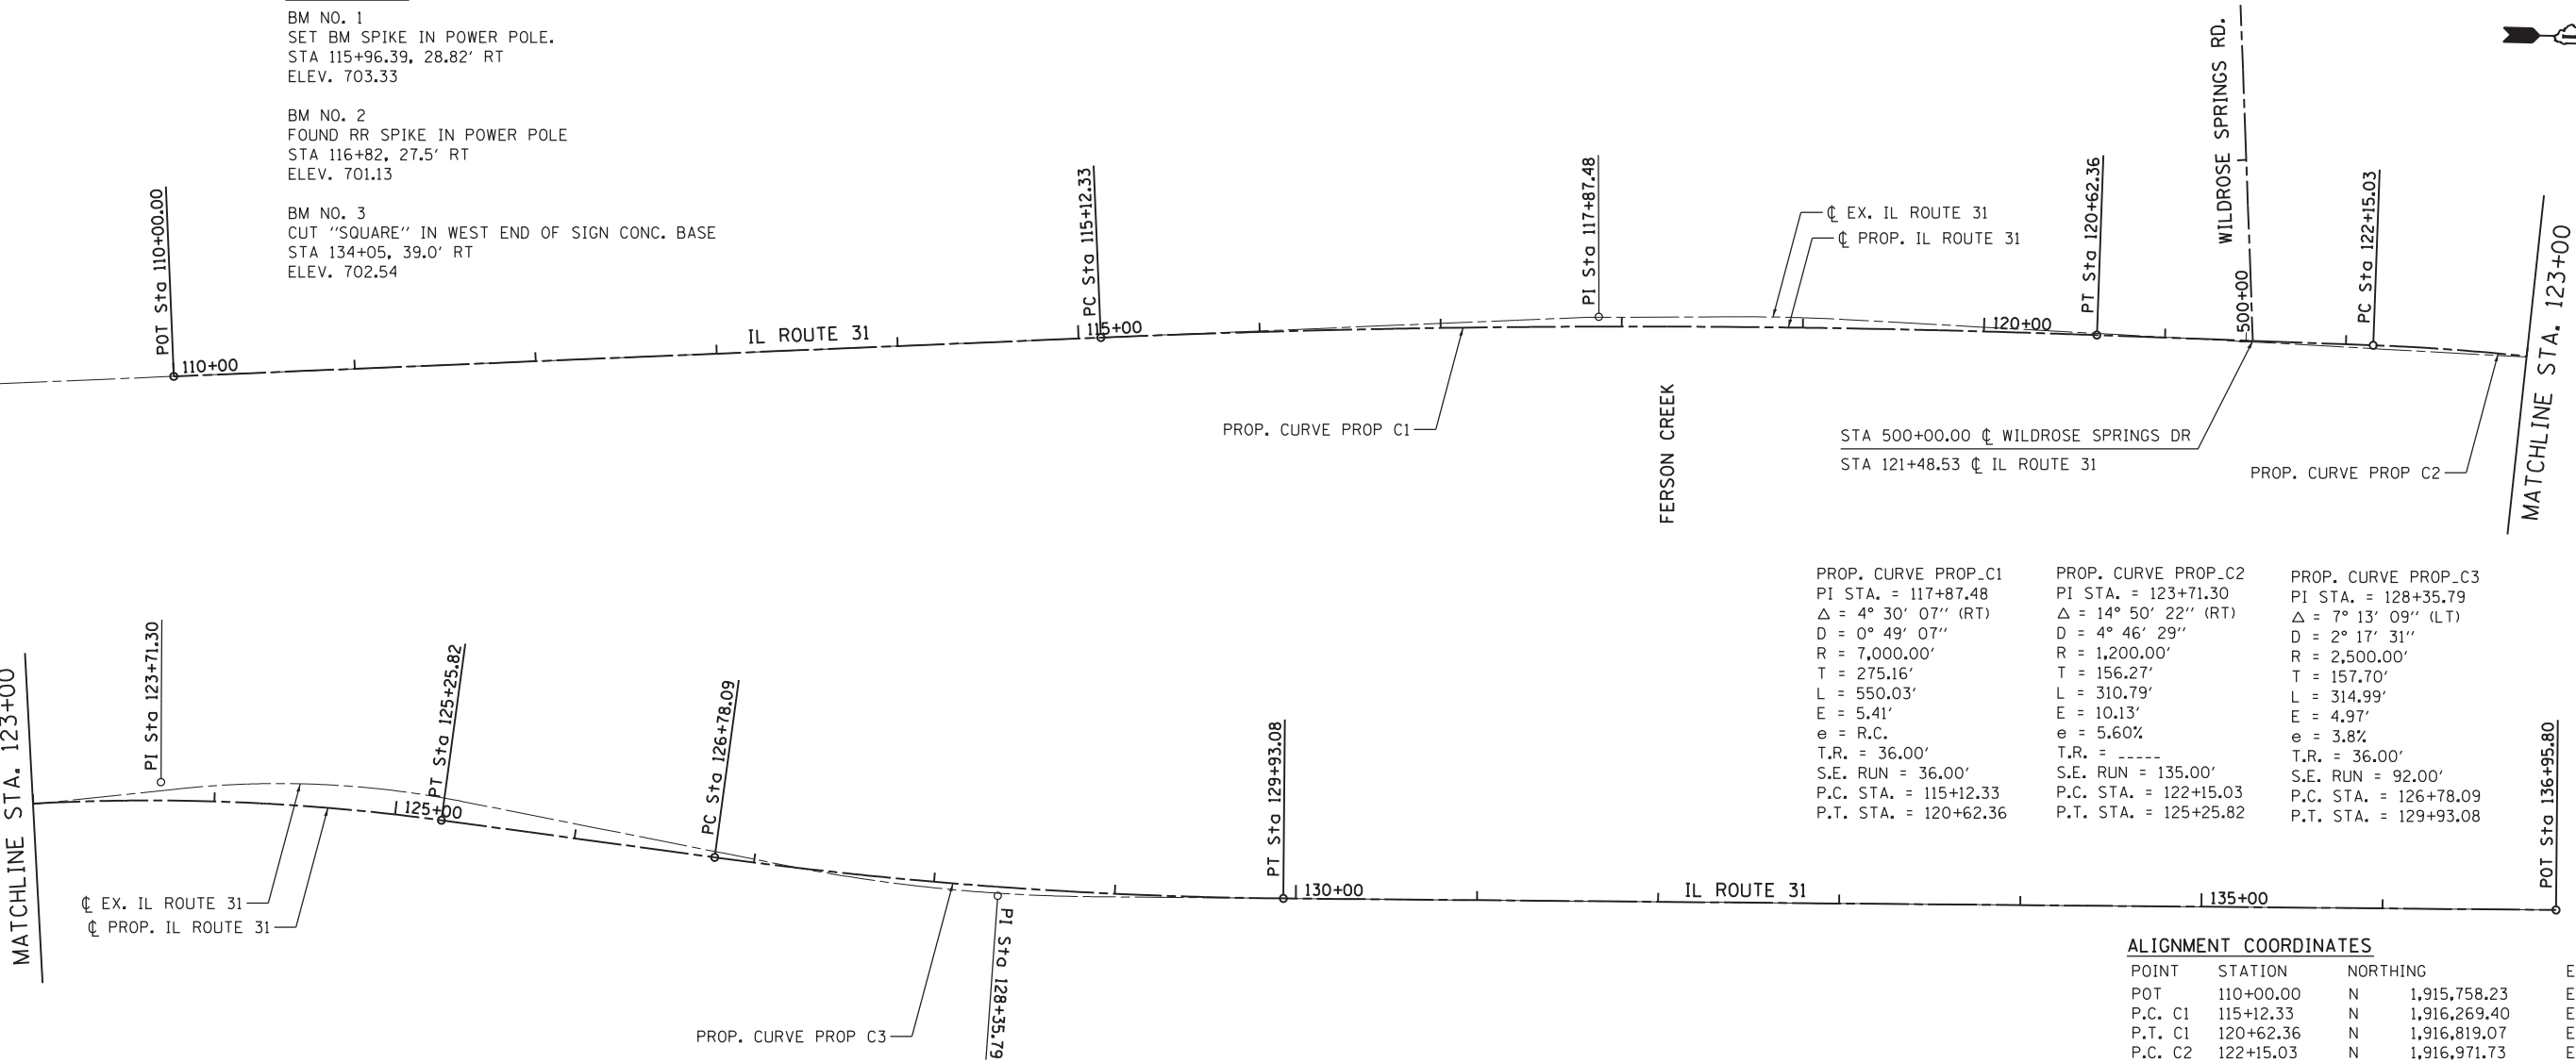 BM NO. 1
SET BM SPIKE IN POWER POLE.
STA 115+96.39, 28.82' RT
ELEV. 703.33
BM NO. 2
FOUND RR SPIKE IN POWER POLE
STA 116+82, 27.5' RT
ELEV. 701.13
BM NO. 3
CUT "SQUARE" IN WEST END OF SIGN CONC. BASE
STA 134+05, 39.0' RT
ELEV. 702.54
POT Sta 110+00.00
110+00
IL ROUTE 31
PC Sta 115+12.33
115+00
PROP. CURVE PROP C1
PI Sta 117+87.48
FERSON CREEK
℄ EX. IL ROUTE 31
℄ PROP. IL ROUTE 31
120+00
PT Sta 120+62.36
WILDROSE SPRINGS RD.
500+00
STA 500+00.00 ℄ WILDROSE SPRINGS DR
STA 121+48.53 ℄ IL ROUTE 31
PC Sta 122+15.03
PROP. CURVE PROP C2
MATCHLINE STA. 123+00
MATCHLINE STA. 123+00
PI Sta 123+71.30
℄ EX. IL ROUTE 31
℄ PROP. IL ROUTE 31
125+00
PT Sta 125+25.82
PC Sta 126+78.09
PROP. CURVE PROP C3
PI Sta 128+35.79
PT Sta 129+93.08
130+00
IL ROUTE 31
135+00
POT Sta 136+95.80
PROP. CURVE PROP_C1
PI STA. = 117+87.48
Δ = 4° 30' 07'' (RT)
D = 0° 49' 07''
R = 7,000.00'
T = 275.16'
L = 550.03'
E = 5.41'
e = R.C.
T.R. = 36.00'
S.E. RUN = 36.00'
P.C. STA. = 115+12.33
P.T. STA. = 120+62.36
PROP. CURVE PROP_C2
PI STA. = 123+71.30
Δ = 14° 50' 22'' (RT)
D = 4° 46' 29''
R = 1,200.00'
T = 156.27'
L = 310.79'
E = 10.13'
e = 5.60%
T.R. = _____
S.E. RUN = 135.00'
P.C. STA. = 122+15.03
P.T. STA. = 125+25.82
PROP. CURVE PROP_C3
PI STA. = 128+35.79
Δ = 7° 13' 09'' (LT)
D = 2° 17' 31''
R = 2,500.00'
T = 157.70'
L = 314.99'
E = 4.97'
e = 3.8%
T.R. = 36.00'
S.E. RUN = 92.00'
P.C. STA. = 126+78.09
P.T. STA. = 129+93.08
ALIGNMENT COORDINATES
POINT STATION NORTHING E
POT 110+00.00 N 1,915,758.23 E
P.C. C1 115+12.33 N 1,916,269.40 E
P.T. C1 120+62.36 N 1,916,819.07 E
P.C. C2 122+15.03 N 1,916,971.73 E